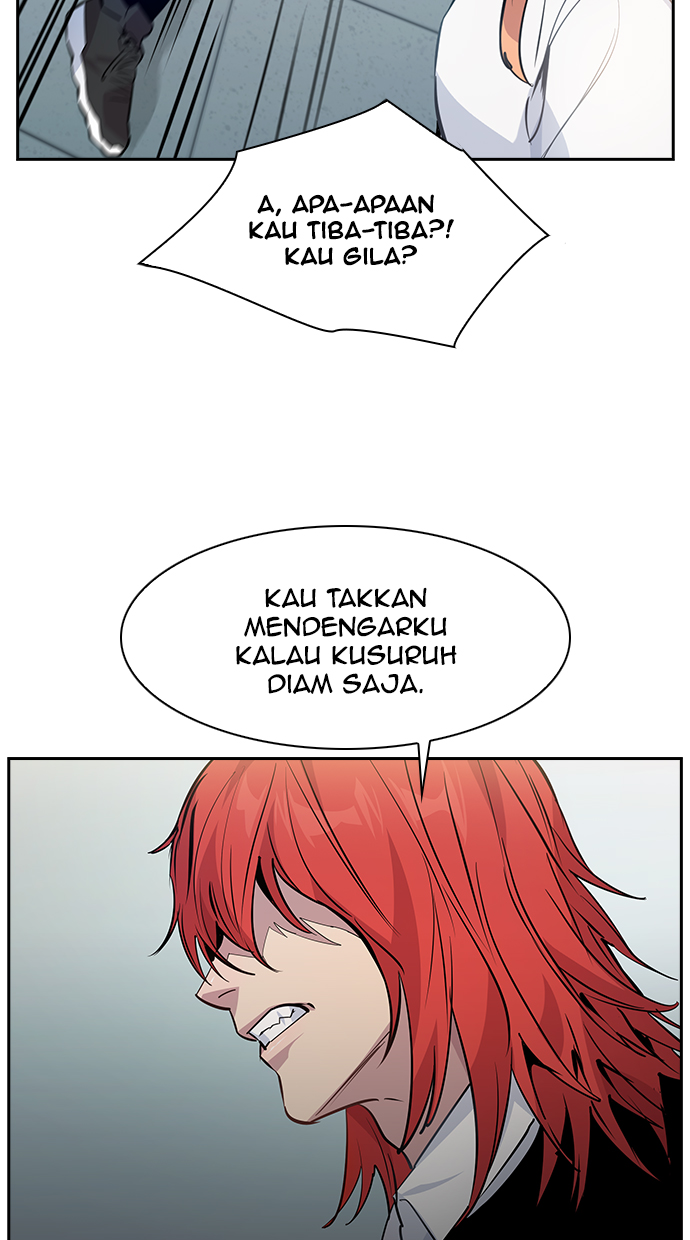 A, APA-APAAN
KAU TIBA-TIBA?!
KAU GILA?
KAU TAKKAN
MENDENGARKU
KALAU KUSURUH
DIAM SAJA.